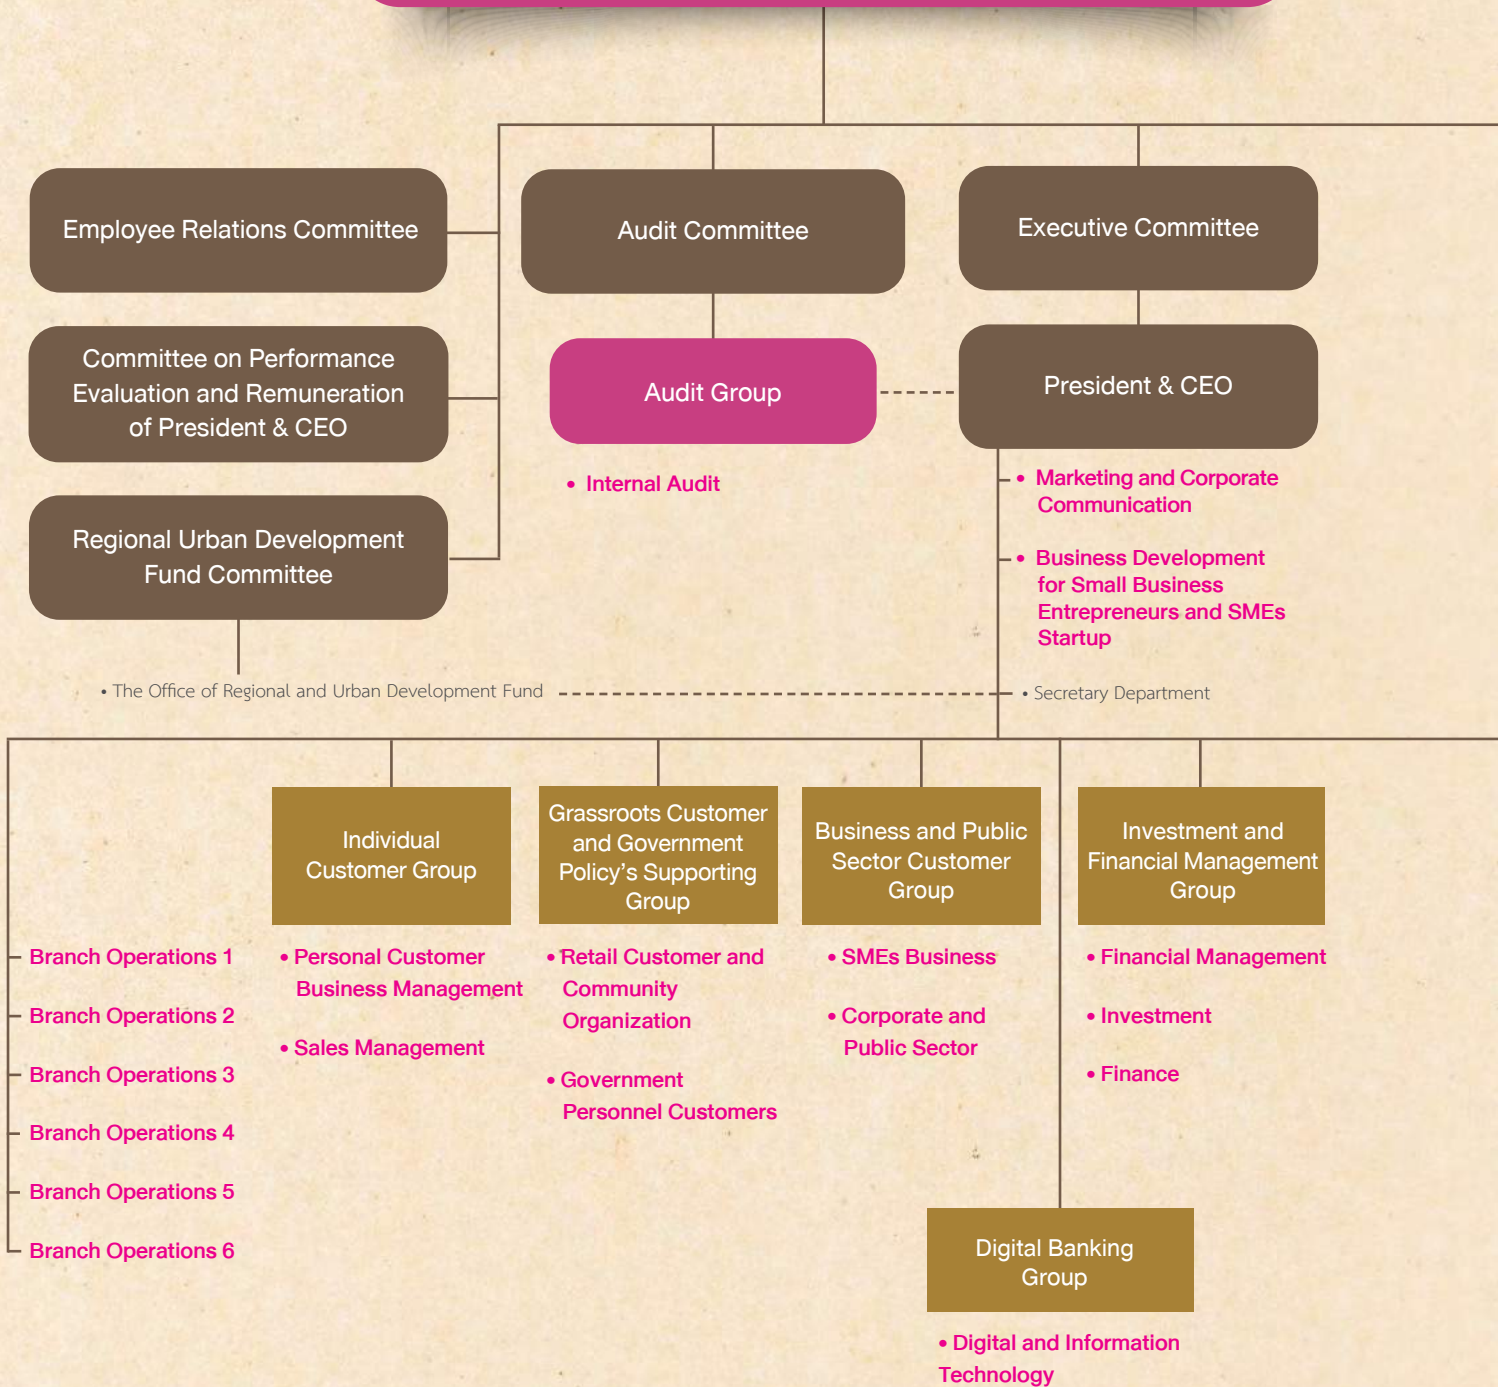 Employee Relations Committee
Audit Committee
Executive Committee
Committee on Performance
Evaluation and Remuneration
of President & CEO
Audit Group
President & CEO
• Internal Audit
• Marketing and Corporate
Communication
Regional Urban Development
Fund Committee
• Business Development
for Small Business
Entrepreneurs and SMEs
Startup
• The Office of Regional and Urban Development Fund
• Secretary Department
Individual
Customer Group
Grassroots Customer
and Government
Policy’s Supporting
Group
Business and Public
Sector Customer
Group
Investment and
Financial Management
Group
Branch Operations 1
Branch Operations 2
Branch Operations 3
Branch Operations 4
Branch Operations 5
Branch Operations 6
• Personal Customer
Business Management
• Sales Management
• Retail Customer and
Community
Organization
• Government
Personnel Customers
• SMEs Business
• Corporate and
Public Sector
• Financial Management
• Investment
• Finance
Digital Banking
Group
• Digital and Information
Technology